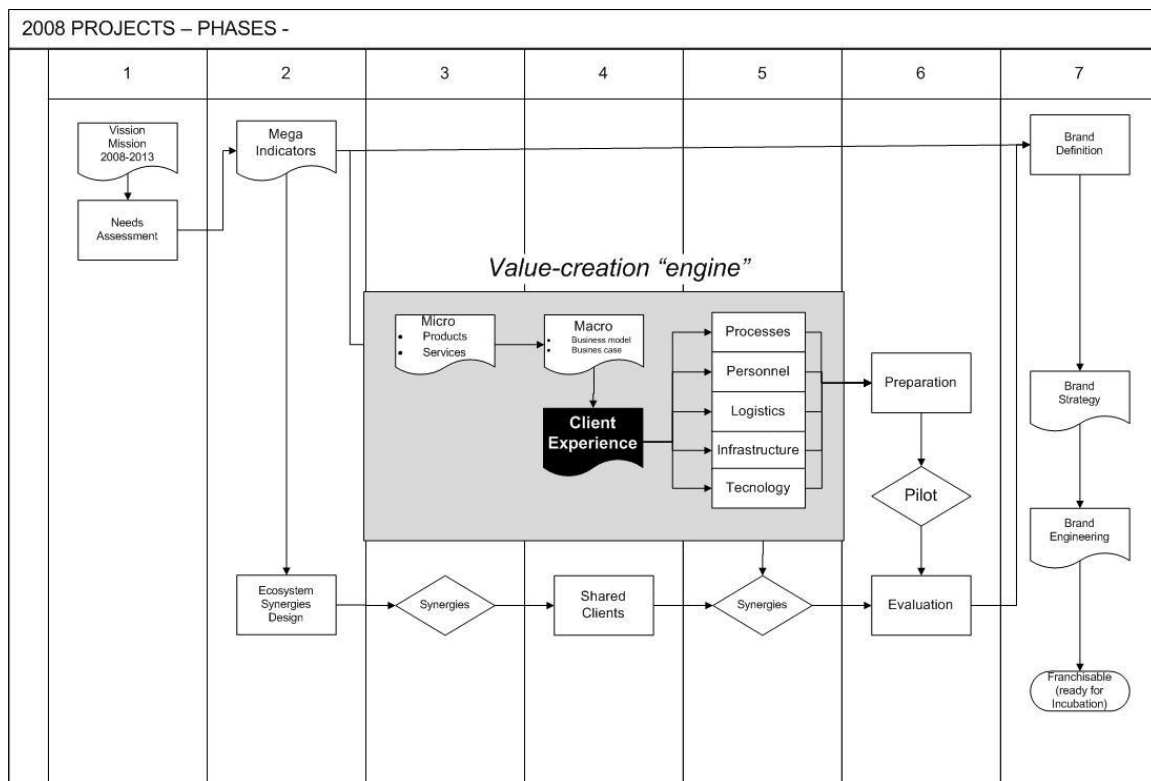 2008 PROJECTS – PHASES -
1
2
3
4
5
6
7
Vission
Mission
2008-2013
Needs
Assessment
Mega
Indicators
Brand
Definition
Value-creation “engine”
Micro
• Products
• Services
Macro
• Business model
• Busines case
Client
Experience
Processes
Personnel
Logistics
Infrastructure
Tecnology
Preparation
Pilot
Brand
Strategy
Brand
Engineering
Ecosystem
Synergies
Design
Synergies
Shared
Clients
Synergies
Evaluation
Franchisable
(ready for
Incubation)